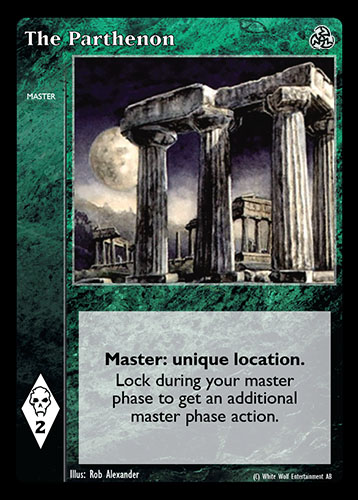 The Parthenon
MASTER
Master: unique location.
Lock during your master
phase to get an additional
master phase action.
2
Illus: Rob Alexander
(C) White Wolf Entertainment AB